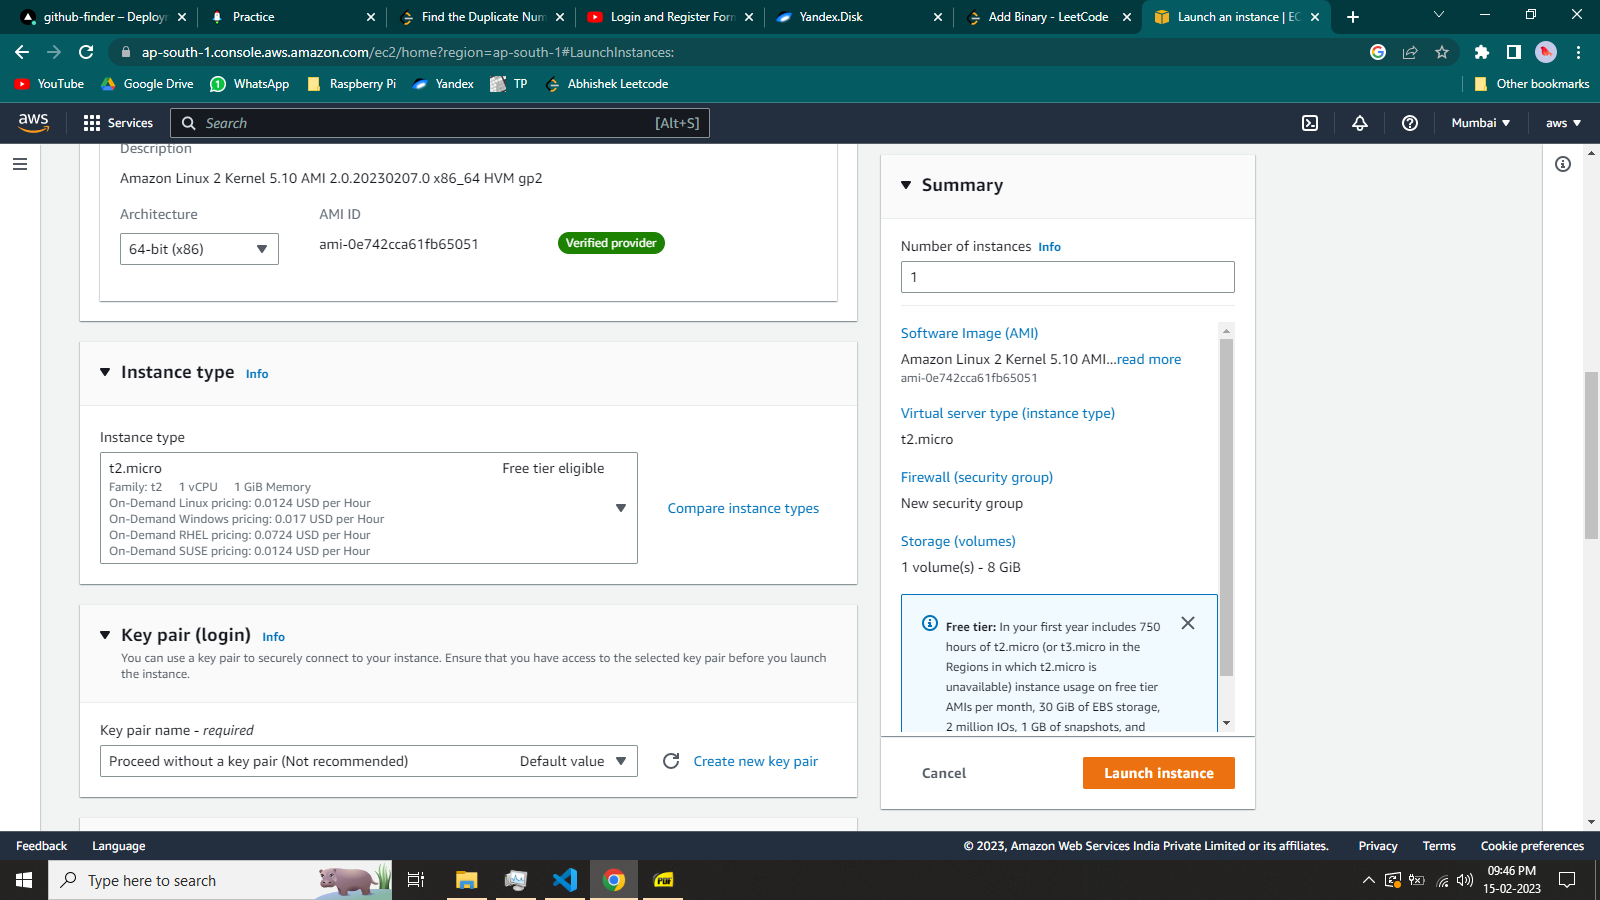 github-finder – Deploym
Practice
Find the Duplicate Num
Login and Register Form
Yandex.Disk
Add Binary - LeetCode
Launch an instance | EC
ap-south-1.console.aws.amazon.com/ec2/home?region=ap-south-1#LaunchInstances:
YouTube
Google Drive
WhatsApp
Raspberry Pi
Yandex
TP
Abhishek Leetcode
Other bookmarks
aws
Services
Search
[Alt+S]
Mumbai
aws
Description
Amazon Linux 2 Kernel 5.10 AMI 2.0.20230207.0 x86_64 HVM gp2
Architecture
AMI ID
64-bit (x86)
ami-0e742cca61fb65051
Verified provider
Instance type Info
Instance type
t2.micro
Free tier eligible
Family: t2 1 vCPU 1 GiB Memory
On-Demand Linux pricing: 0.0124 USD per Hour
On-Demand Windows pricing: 0.017 USD per Hour
On-Demand RHEL pricing: 0.0724 USD per Hour
On-Demand SUSE pricing: 0.0124 USD per Hour
Compare instance types
Key pair (login) Info
You can use a key pair to securely connect to your instance. Ensure that you have access to the selected key pair before you launch
the instance.
Key pair name - required
Proceed without a key pair (Not recommended)
Default value
Create new key pair
Summary
Number of instances Info
1
Software Image (AMI)
Amazon Linux 2 Kernel 5.10 AMI...read more
ami-0e742cca61fb65051
Virtual server type (instance type)
t2.micro
Firewall (security group)
New security group
Storage (volumes)
1 volume(s) - 8 GiB
Free tier: In your first year includes 750
hours of t2.micro (or t3.micro in the
Regions in which t2.micro is
unavailable) instance usage on free tier
AMIs per month, 30 GiB of EBS storage,
2 million IOs, 1 GB of snapshots, and
Cancel
Launch instance
Feedback
Language
© 2023, Amazon Web Services India Private Limited or its affiliates.
Privacy
Terms
Cookie preferences
Type here to search
PDF
09:46 PM
15-02-2023